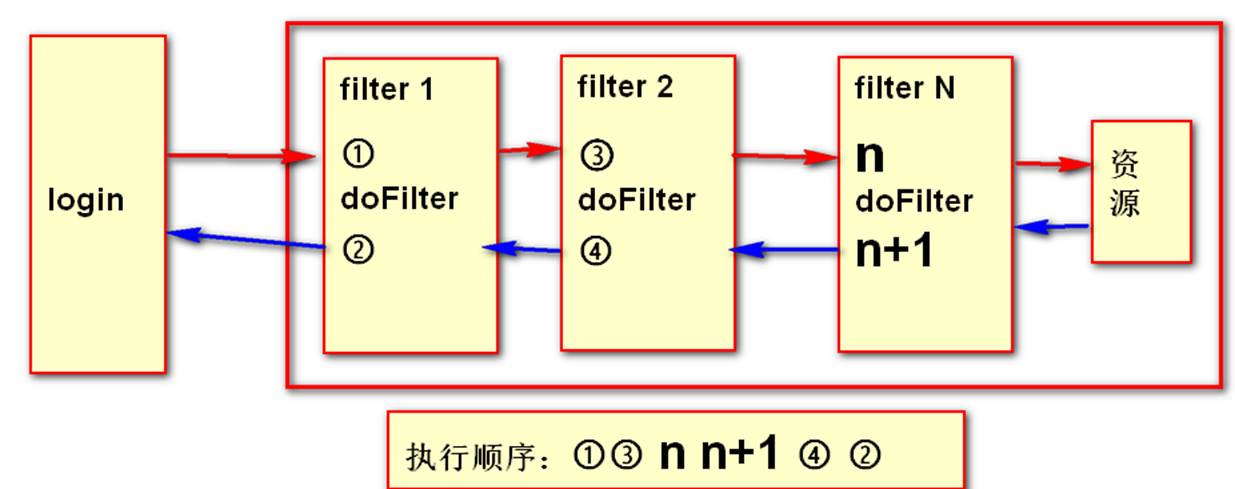 login
filter 1
①
doFilter
②
filter 2
③
doFilter
④
filter N
n
doFilter
n+1
资
源
执行顺序：①③ n n+1 ④ ②